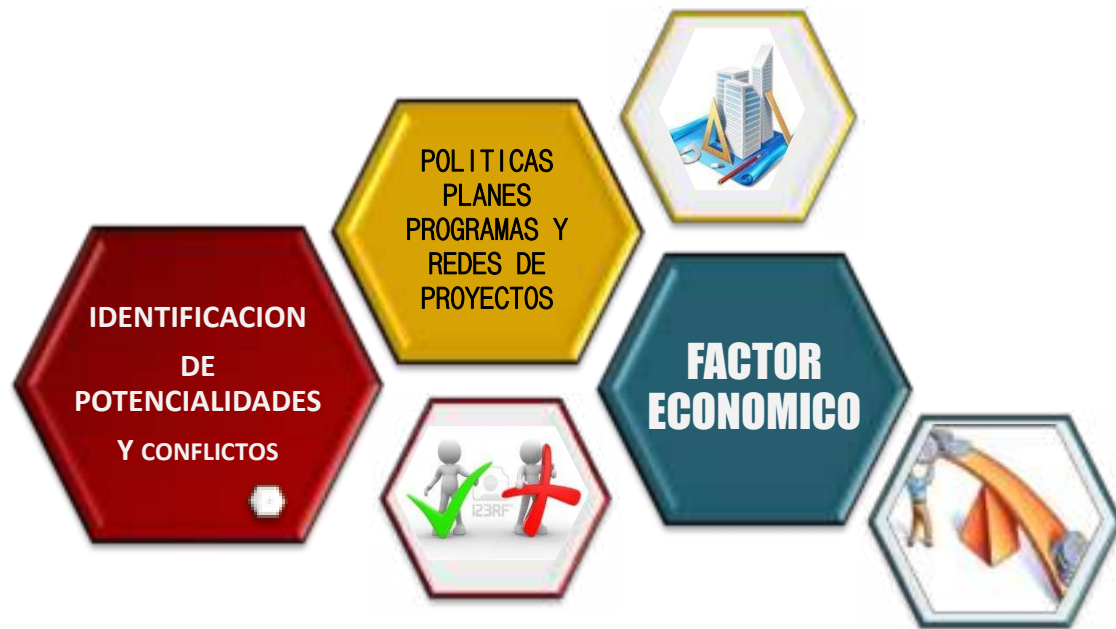 IDENTIFICACION
DE
POTENCIALIDADES
Y CONFLICTOS
POLITICAS
PLANES
PROGRAMAS Y
REDES DE
PROYECTOS
FACTOR
ECONOMICO
123RF